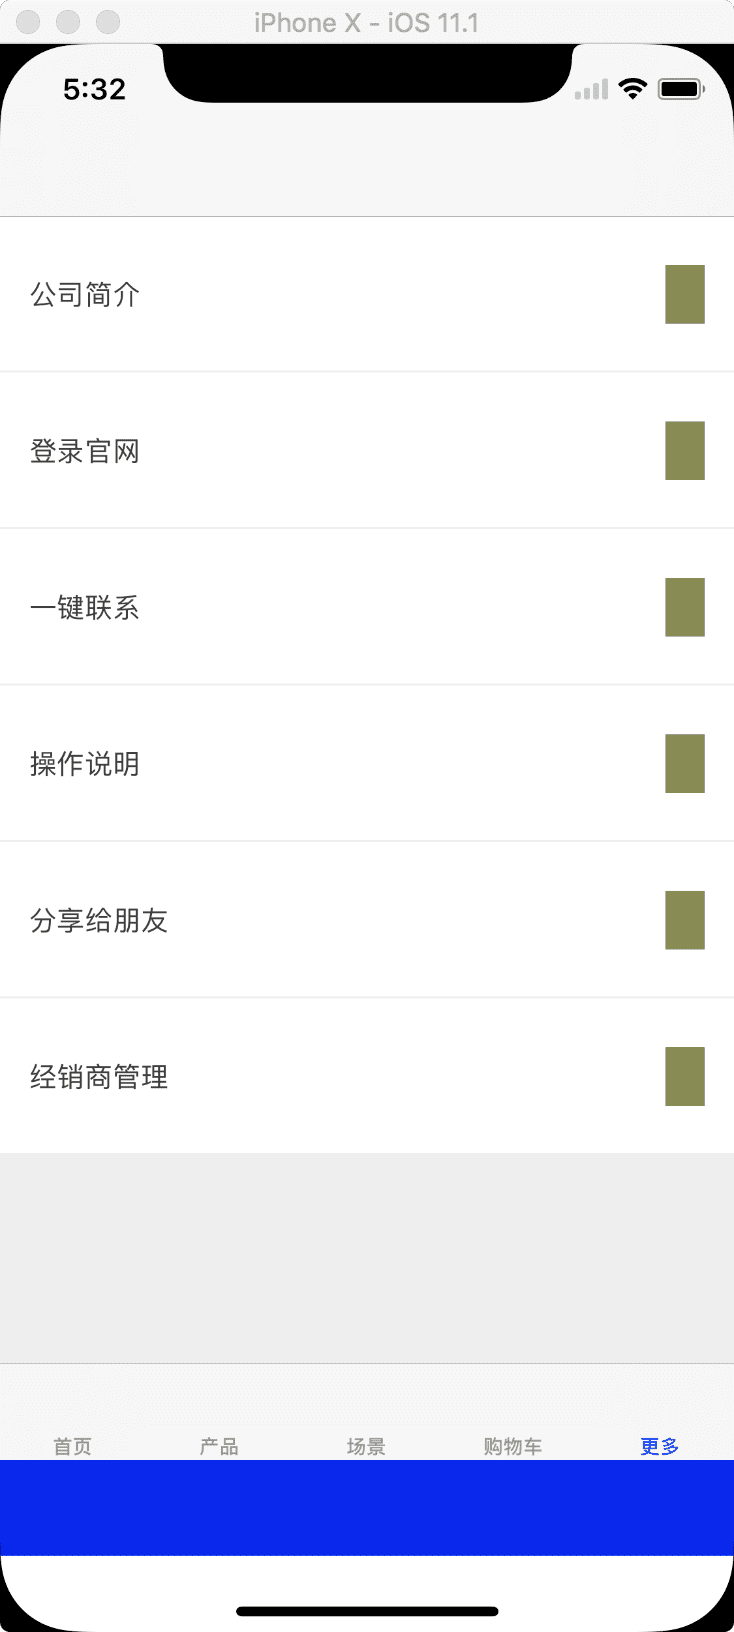 iPhone X - iOS 11.1
5:32
公司简介
登录官网
一键联系
操作说明
分享给朋友
经销商管理
首页 产品 场景 购物车 更多